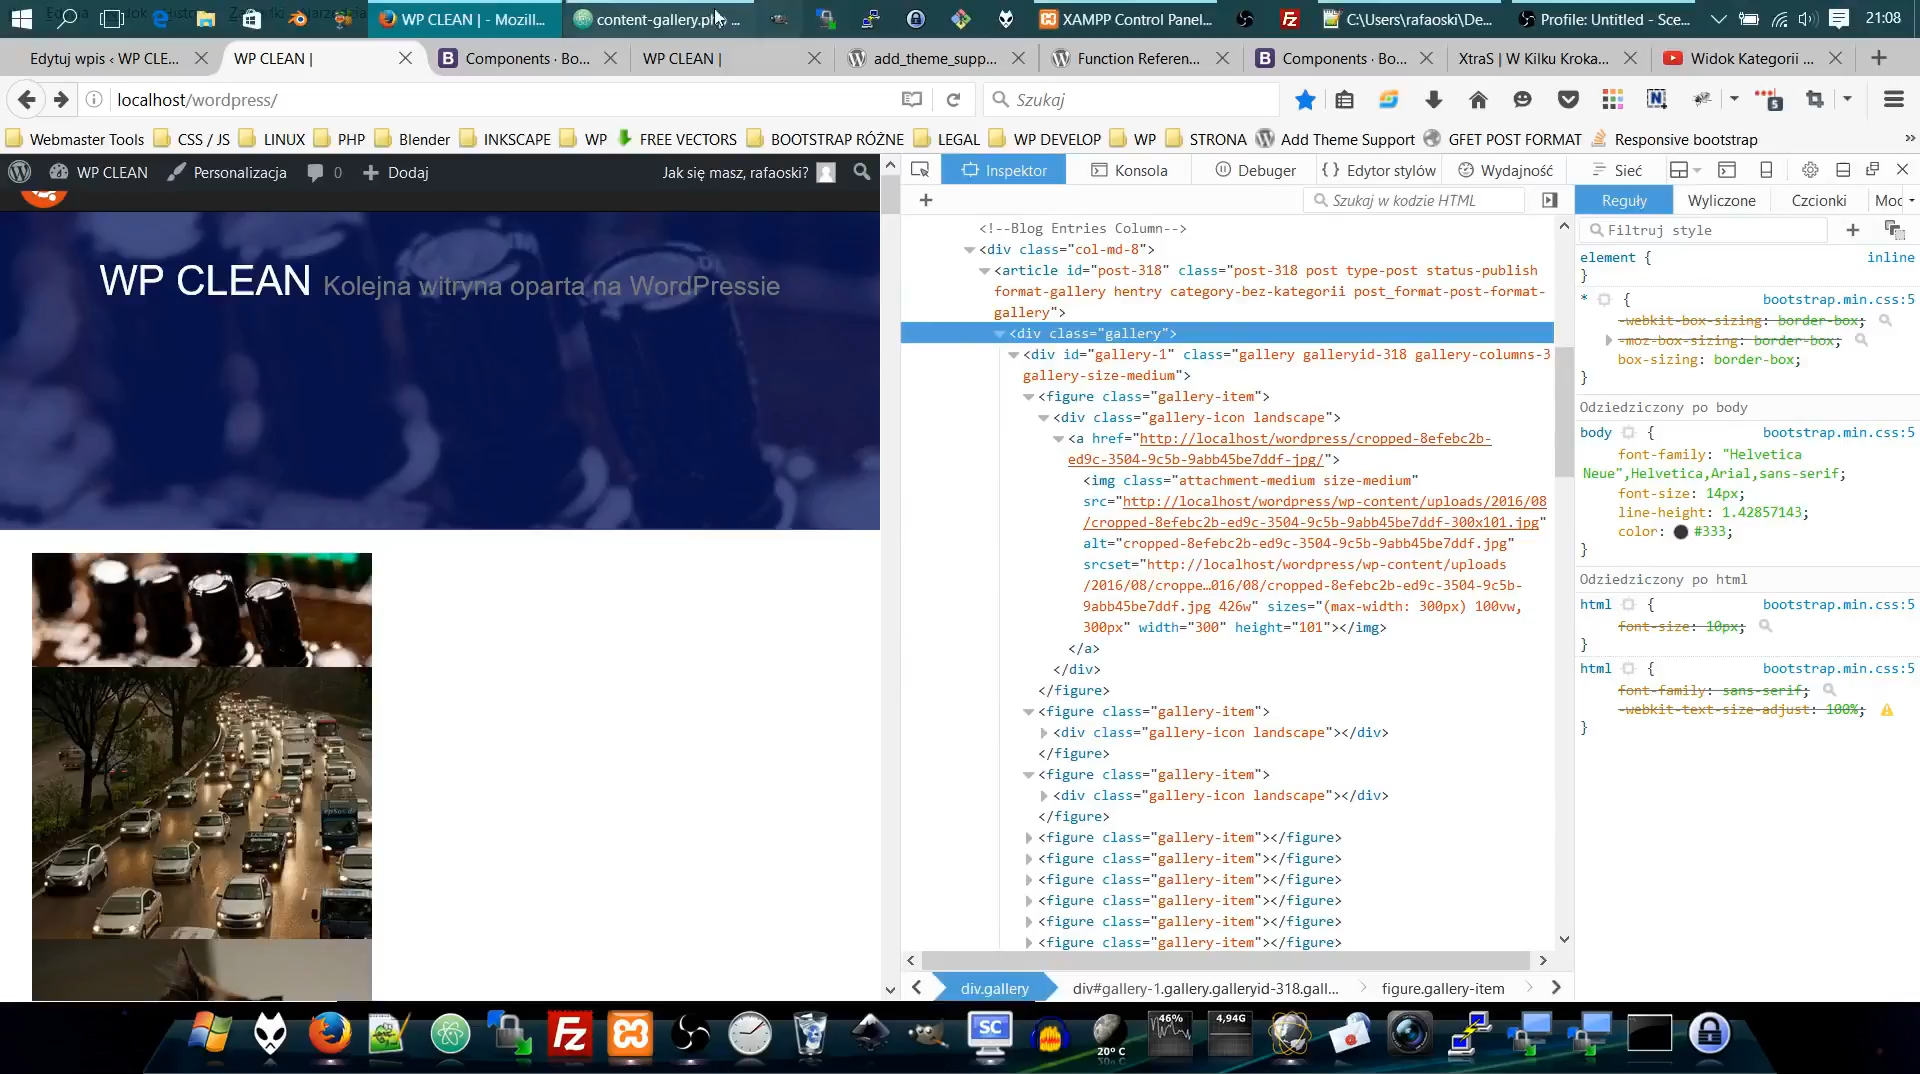 WP CLEAN | - Mozill...
content-gallery.ph...
XAMPP Control Panel...
C:\Users\rafaoski\De...
Profile: Untitled - Sce...
21:08
Edytuj wpis ‹ WP CLE...
WP CLEAN |
Components · Bo...
WP CLEAN |
add_theme_supp...
Function Referen...
Components · Bo...
XtraS | W Kilku Kroka...
Widok Kategorii ...
localhost/wordpress/
Szukaj
5
Webmaster Tools
CSS / JS
LINUX
PHP
Blender
INKSCAPE
WP
FREE VECTORS
BOOTSTRAP RÓŻNE
LEGAL
WP DEVELOP
WP
STRONA
Add Theme Support
GFET POST FORMAT
Responsive bootstrap
WP CLEAN
Personalizacja
0
Dodaj
Jak się masz, rafaoski?
Inspektor
Konsola
Debuger
Edytor stylów
Wydajność
Sieć
Szukaj w kodzie HTML
Reguły
Wyliczone
Czcionki
Moc
WP CLEAN Kolejna witryna oparta na WordPressie
<!--Blog Entries Column-->
<div class="col-md-8">
<article id="post-318" class="post-318 post type-post status-publish
format-gallery hentry category-bez-kategorii post_format-post-format-
gallery">
<div class="gallery">
<div id="gallery-1" class="gallery galleryid-318 gallery-columns-3
gallery-size-medium">
<figure class="gallery-item">
<div class="gallery-icon landscape">
<a href="http://localhost/wordpress/cropped-8efebc2b-
ed9c-3504-9c5b-9abb45be7ddf-jpg/">
<img class="attachment-medium size-medium"
src="http://localhost/wordpress/wp-content/uploads/2016/08
/cropped-8efebc2b-ed9c-3504-9c5b-9abb45be7ddf-300x101.jpg"
alt="cropped-8efebc2b-ed9c-3504-9c5b-9abb45be7ddf.jpg"
srcset="http://localhost/wordpress/wp-content/uploads
/2016/08/croppe…016/08/cropped-8efebc2b-ed9c-3504-9c5b-
9abb45be7ddf.jpg 426w" sizes="(max-width: 300px) 100vw,
300px" width="300" height="101"></img>
</a>
</div>
</figure>
<figure class="gallery-item">
<div class="gallery-icon landscape"></div>
</figure>
<figure class="gallery-item">
<div class="gallery-icon landscape"></div>
</figure>
<figure class="gallery-item"></figure>
<figure class="gallery-item"></figure>
<figure class="gallery-item"></figure>
<figure class="gallery-item"></figure>
<figure class="gallery-item"></figure>
<figure class="gallery-item"></figure>
div.gallery
div#gallery-1.gallery.galleryid-318.gall...
figure.gallery-item
Filtruj style
element {
inline
}
* {
bootstrap.min.css:5
-webkit-box-sizing: border-box;
-moz-box-sizing: border-box;
box-sizing: border-box;
}
Odziedziczony po body
body {
bootstrap.min.css:5
font-family: "Helvetica
Neue",Helvetica,Arial,sans-serif;
font-size: 14px;
line-height: 1.42857143;
color: #333;
}
Odziedziczony po html
html {
bootstrap.min.css:5
font-size: 10px;
}
html {
bootstrap.min.css:5
font-family: sans-serif;
-webkit-text-size-adjust: 100%;
}
SC
20° C
46%
4,94G